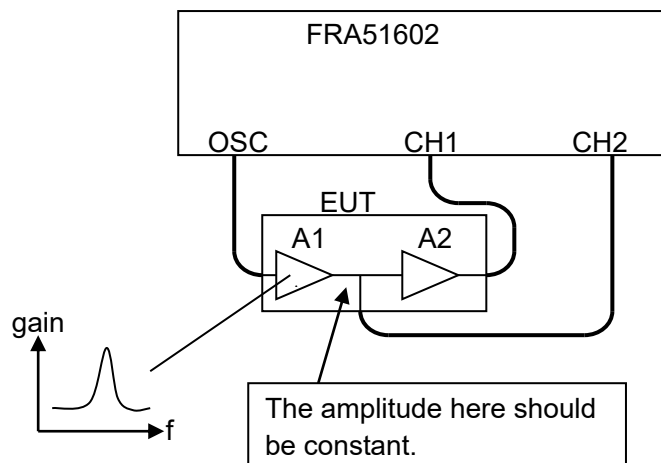 FRA51602
OSC CH1 CH2
EUT
A1 A2
gain
f
The amplitude here should
be constant.